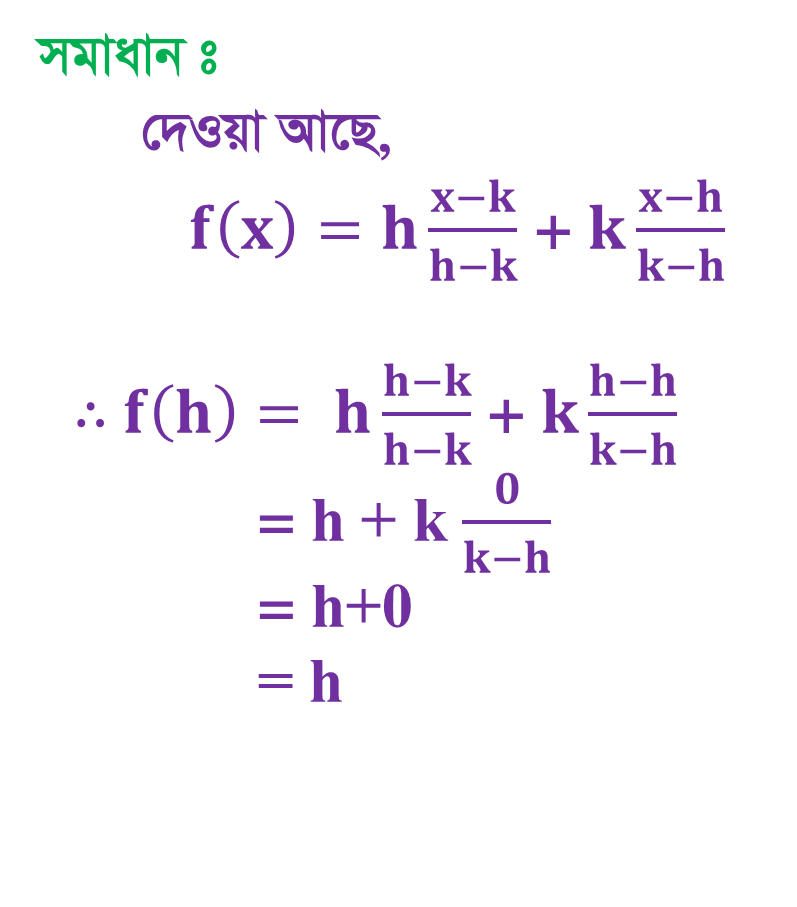 সমাধান ঃ
দেওয়া আছে,
f(x) = h (x−k)/(h−k) + k (x−h)/(k−h)
∴ f(h) = h (h−k)/(h−k) + k (h−h)/(k−h)
= h + k 0/(k−h)
= h+0
= h